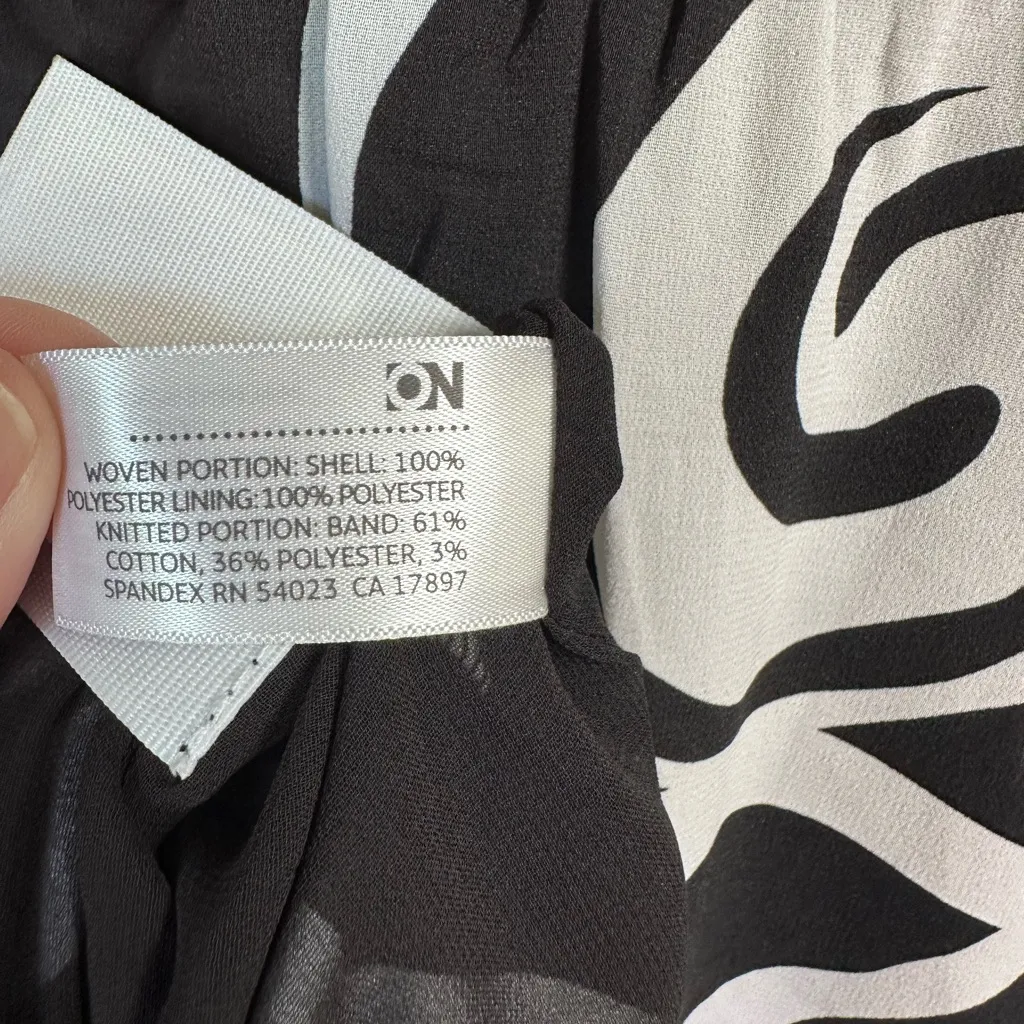 ON
WOVEN PORTION: SHELL: 100%
POLYESTER LINING:100% POLYESTER
KNITTED PORTION: BAND: 61%
COTTON, 36% POLYESTER, 3%
SPANDEX RN 54023 CA 17897